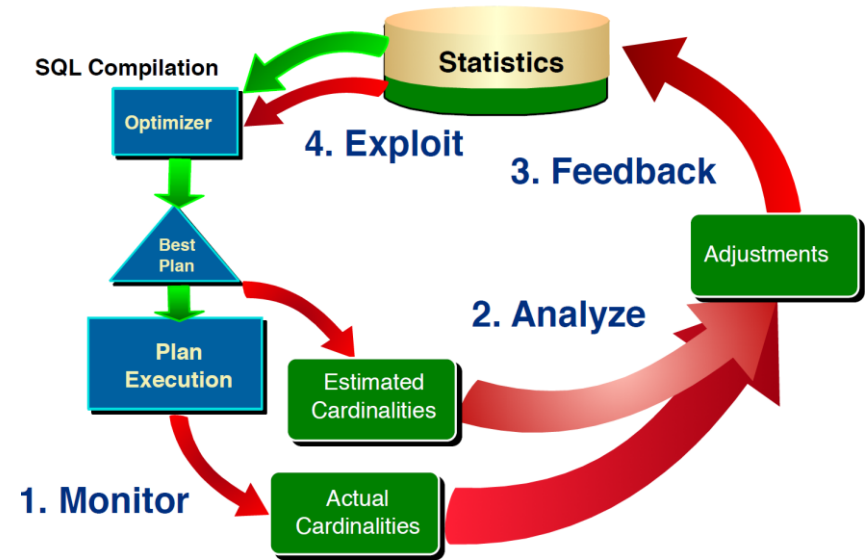 Statistics
SQL Compilation
Optimizer
4. Exploit
3. Feedback
Best
Plan
Adjustments
2. Analyze
Plan
Execution
Estimated
Cardinalities
1. Monitor
Actual
Cardinalities